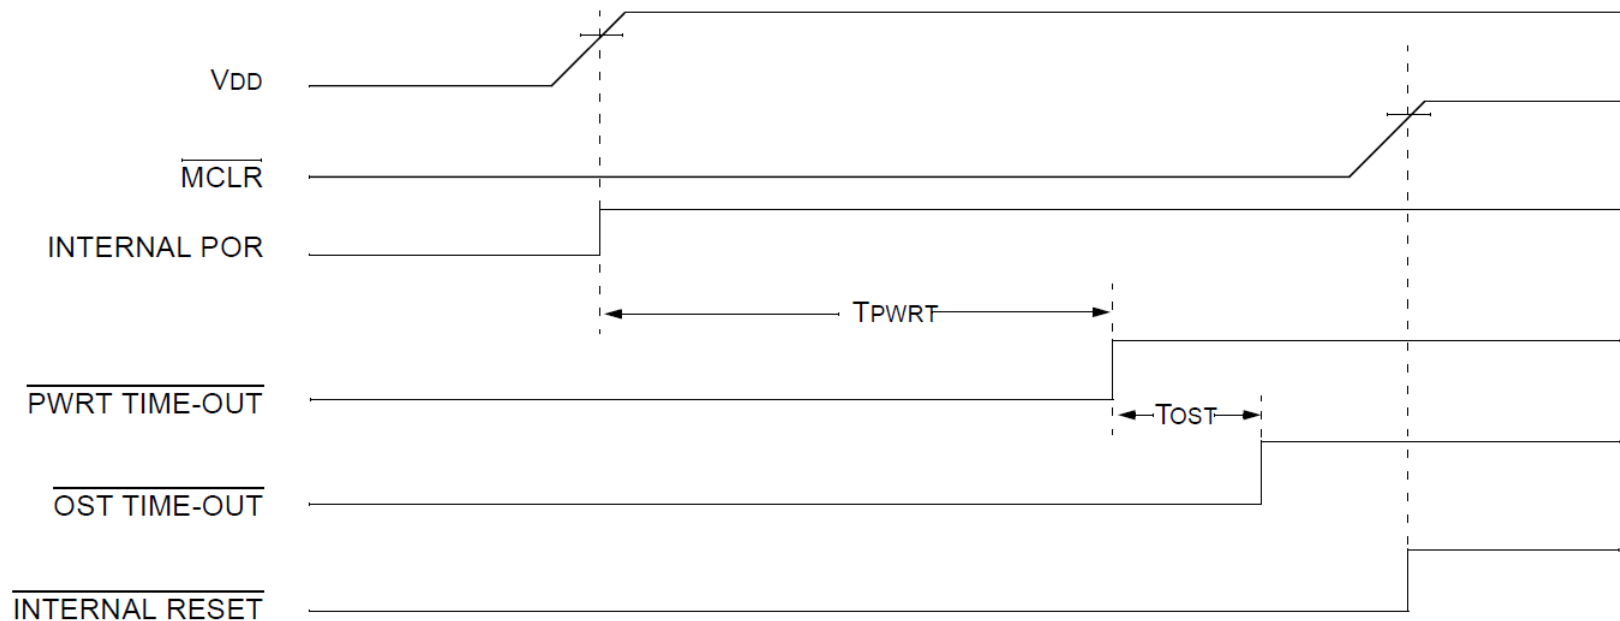 VDD
MCLR
INTERNAL POR
TPWRT
PWRT TIME-OUT
TOST
OST TIME-OUT
INTERNAL RESET